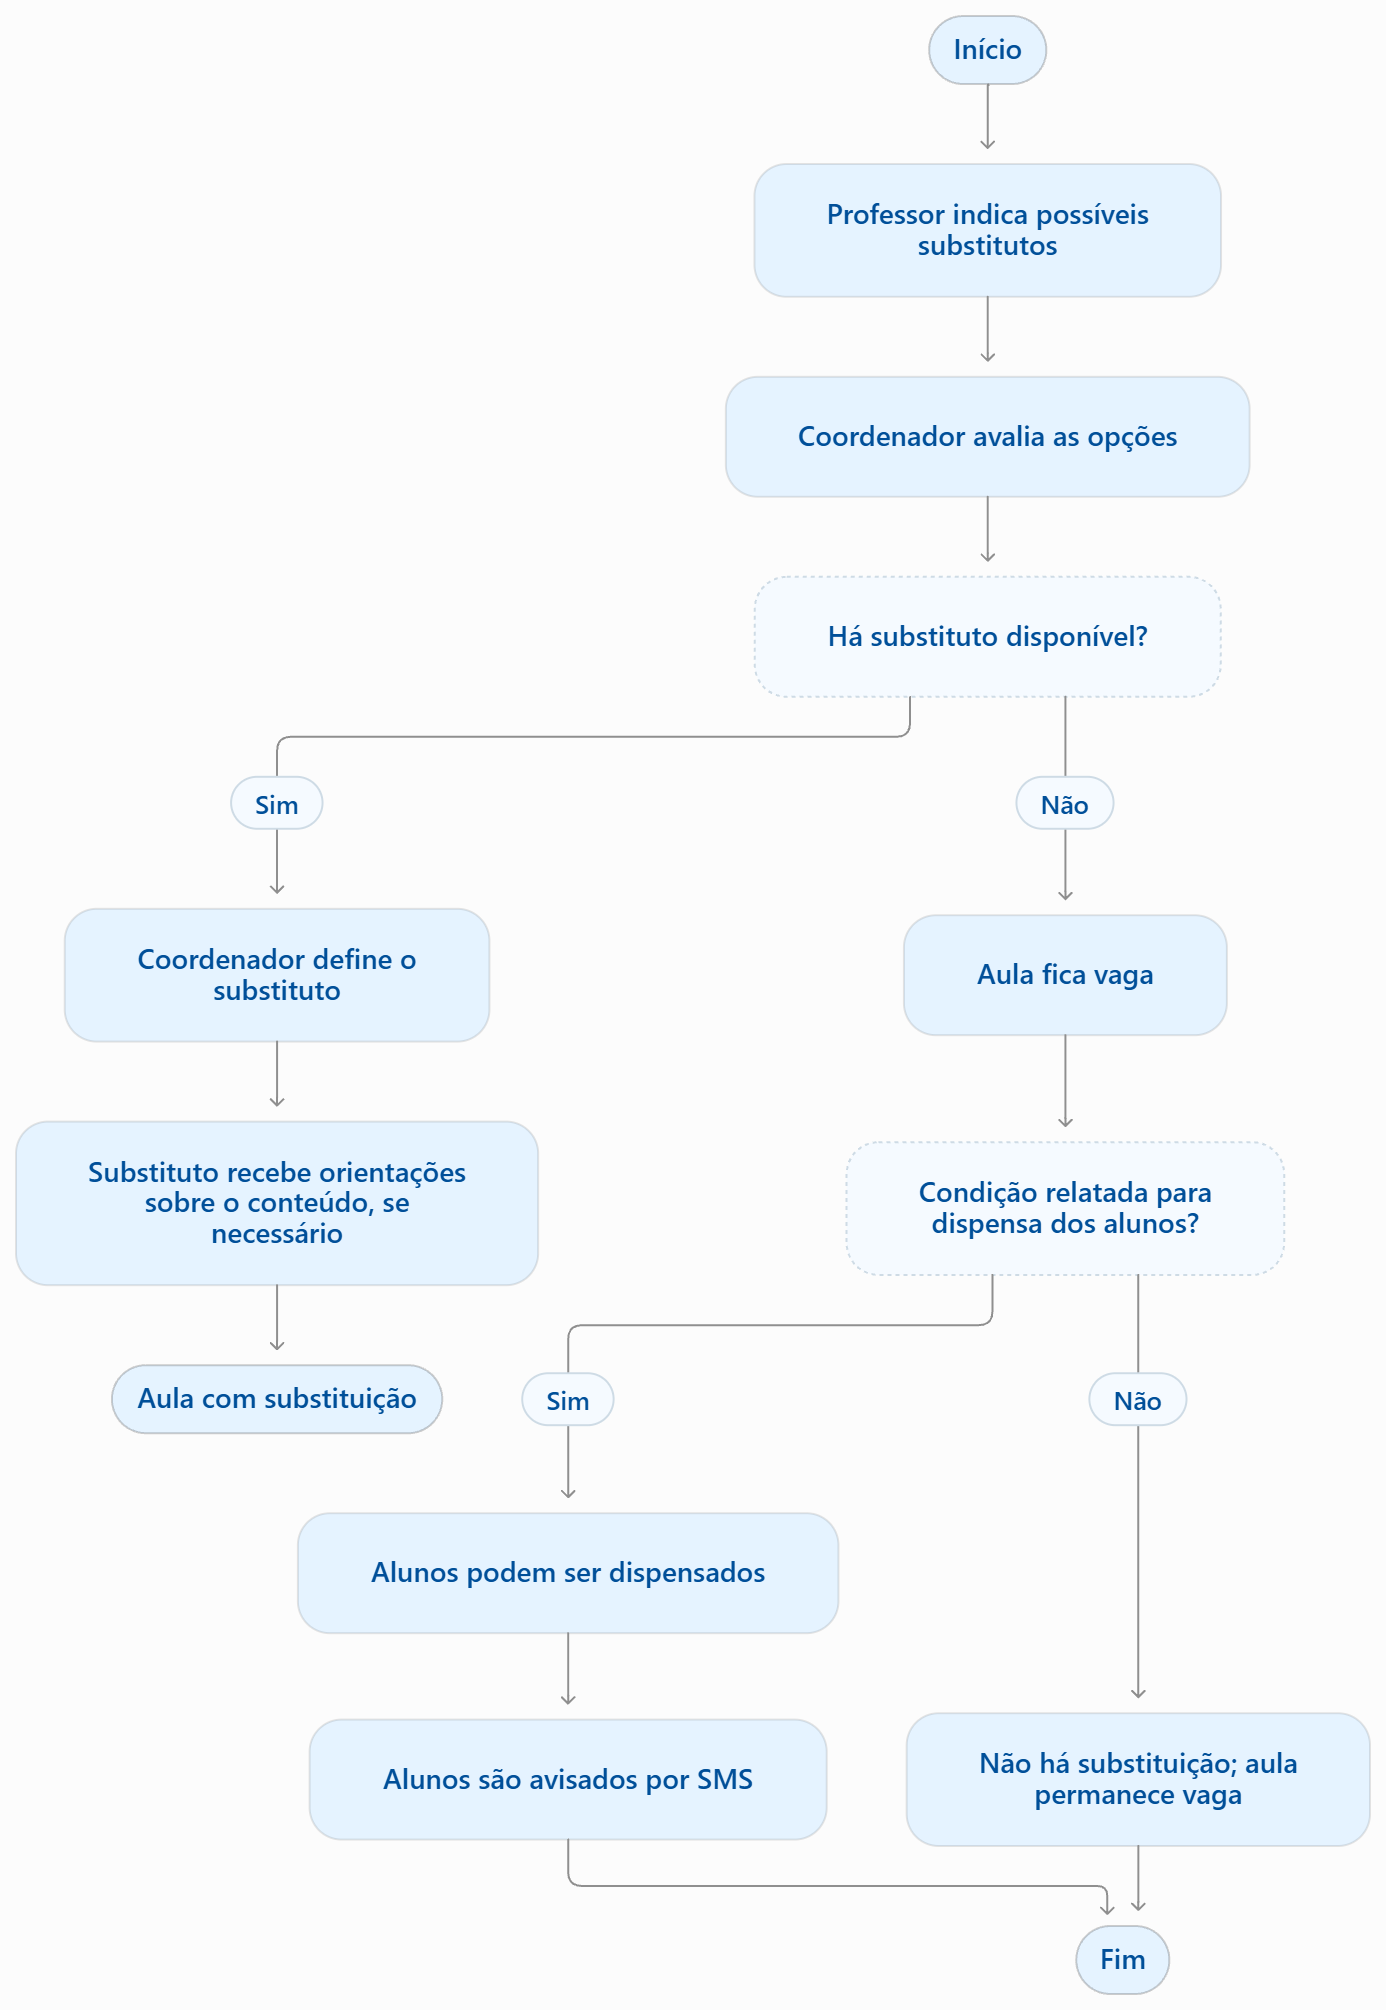 Início
Professor indica possíveis
substitutos
Coordenador avalia as opções
Há substituto disponível?
Sim
Não
Coordenador define o
substituto
Aula fica vaga
Substituto recebe orientações
sobre o conteúdo, se
necessário
Condição relatada para
dispensa dos alunos?
Aula com substituição
Sim
Não
Alunos podem ser dispensados
Alunos são avisados por SMS
Não há substituição; aula
permanece vaga
Fim